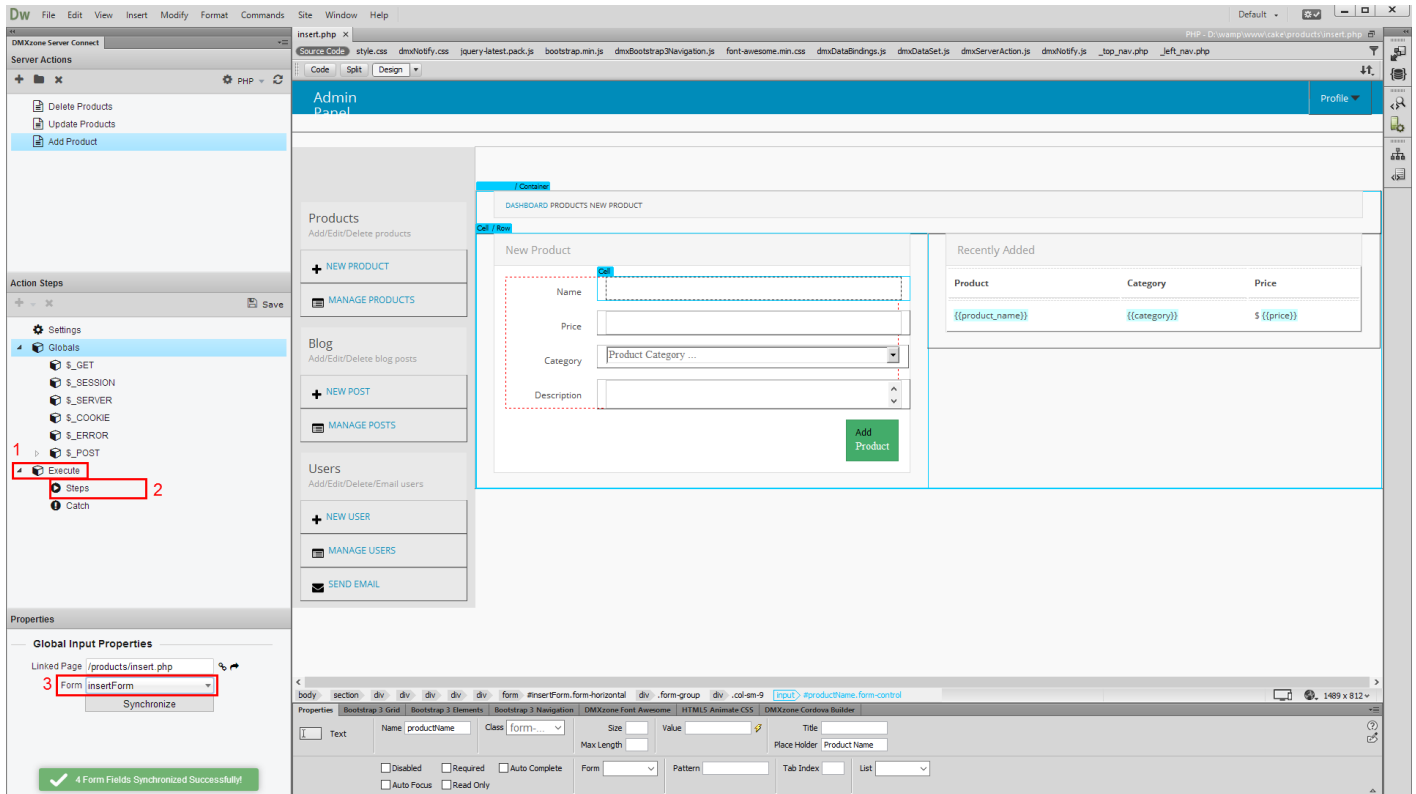 Dw File Edit View Insert Modify Format Commands Site Window Help Default
DMXzone Server Connect
Server Actions
PHP
Delete Products
Update Products
Add Product
Action Steps
Save
Settings
Globals
$_GET
$_SESSION
$_SERVER
$_COOKIE
$_ERROR
1 $_POST
Execute
Steps 2
Catch
Properties
Global Input Properties
Linked Page /products/insert.php
3 Form insertForm
Synchronize
4 Form Fields Synchronized Successfully!
insert.php × PHP - D:\wamp\www\cake\products\insert.php
Source Code style.css dmxNotify.css jquery-latest.pack.js bootstrap.min.js dmxBootstrap3Navigation.js font-awesome.min.css dmxDataBindings.js dmxDataSet.js dmxServerAction.js dmxNotify.js _top_nav.php _left_nav.php
Code Split Design
Admin
Panel
Profile
Products
Add/Edit/Delete products
NEW PRODUCT
MANAGE PRODUCTS
Blog
Add/Edit/Delete blog posts
NEW POST
MANAGE POSTS
Users
Add/Edit/Delete/Email users
NEW USER
MANAGE USERS
SEND EMAIL
/ Container
DASHBOARD PRODUCTS NEW PRODUCT
Cell / Row
New Product
Cell
Name
Price
Category Product Category ...
Description
Add
Product
Recently Added
Product Category Price
{{product_name}} {{category}} $ {{price}}
body section div div div div div form #insertForm.form-horizontal div .form-group div .col-sm-9 input #productName.form-control 1489 x 812
Properties Bootstrap 3 Grid Bootstrap 3 Elements Bootstrap 3 Navigation DMXzone Font Awesome HTML5 Animate CSS DMXzone Cordova Builder
Text Name productName Class form-... Size Value Title
Max Length Place Holder Product Name
Disabled Required Auto Complete Form Pattern Tab Index List
Auto Focus Read Only